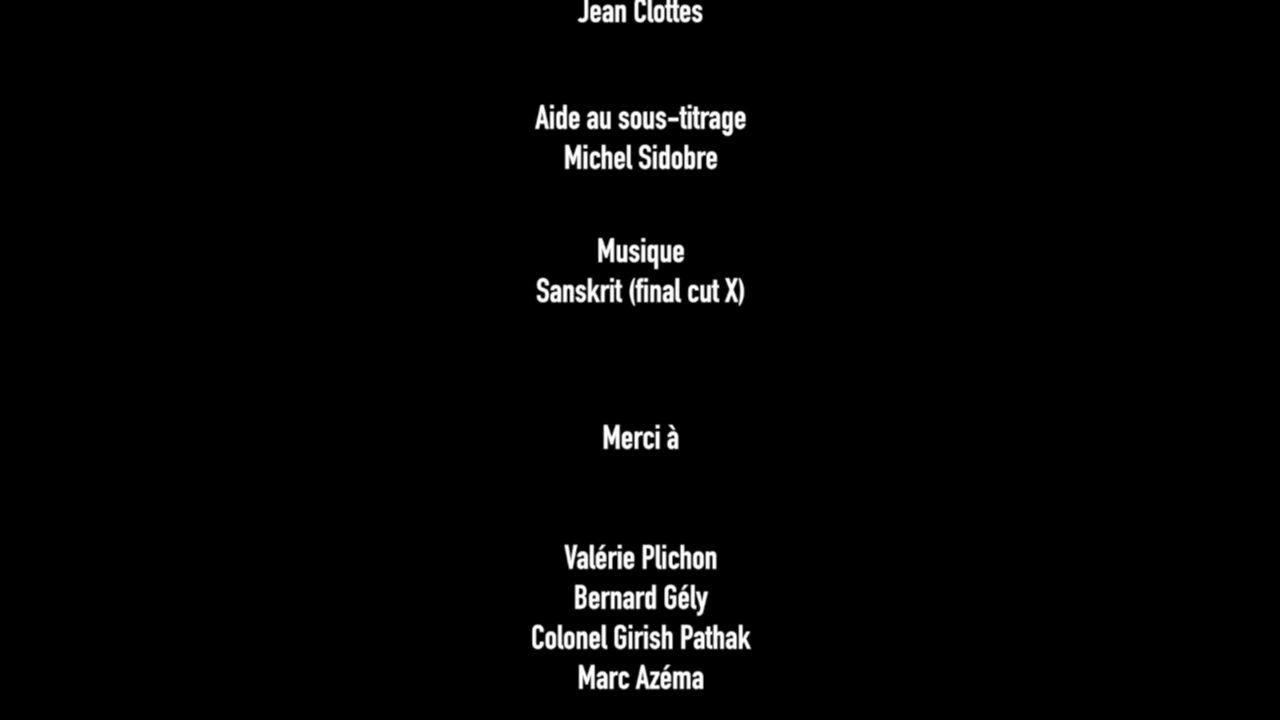 Jean Clottes
Aide au sous-titrage
Michel Sidobre
Musique
Sanskrit (final cut X)
Merci à
Valérie Plichon
Bernard Gély
Colonel Girish Pathak
Marc Azéma